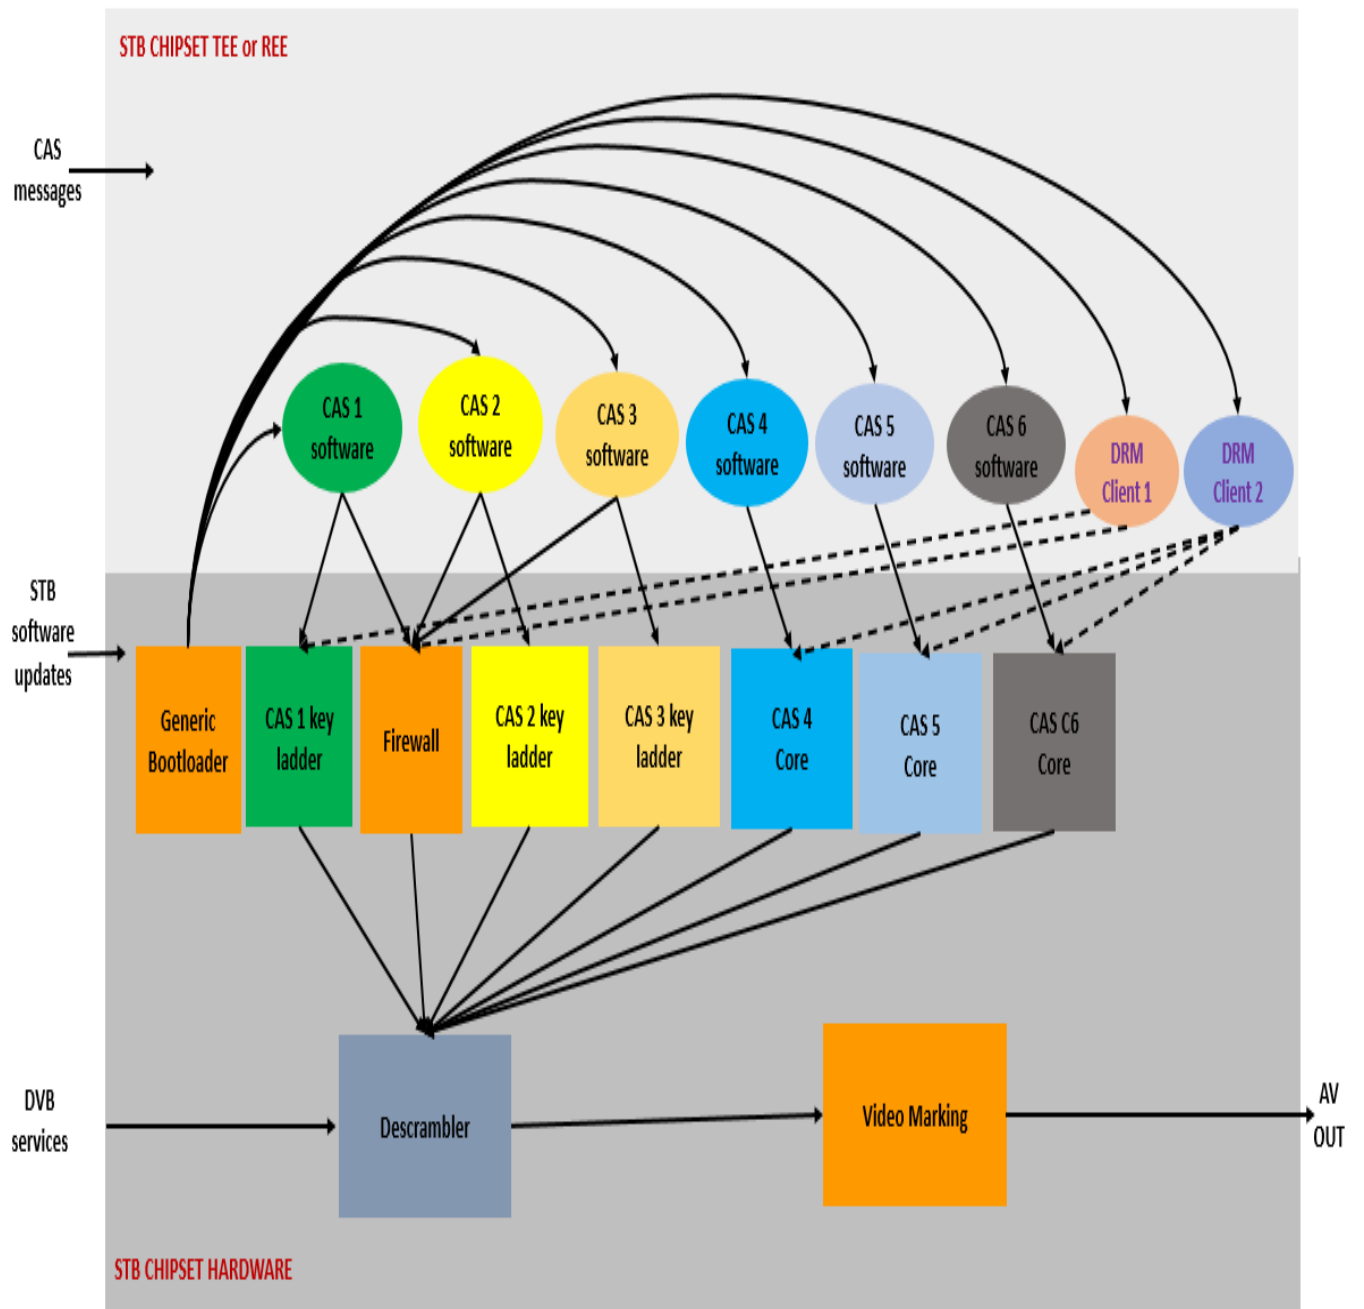 STB CHIPSET TEE or REE
CAS
messages
CAS 1
software
CAS 2
software
CAS 3
software
CAS 4
software
CAS 5
software
CAS 6
software
DRM
Client 1
DRM
Client 2
STB
software
updates
Generic
Bootloader
CAS 1 key
ladder
Firewall
CAS 2 key
ladder
CAS 3 key
ladder
CAS 4
Core
CAS 5
Core
CAS C6
Core
DVB
services
Descrambler
Video Marking
AV
OUT
STB CHIPSET HARDWARE